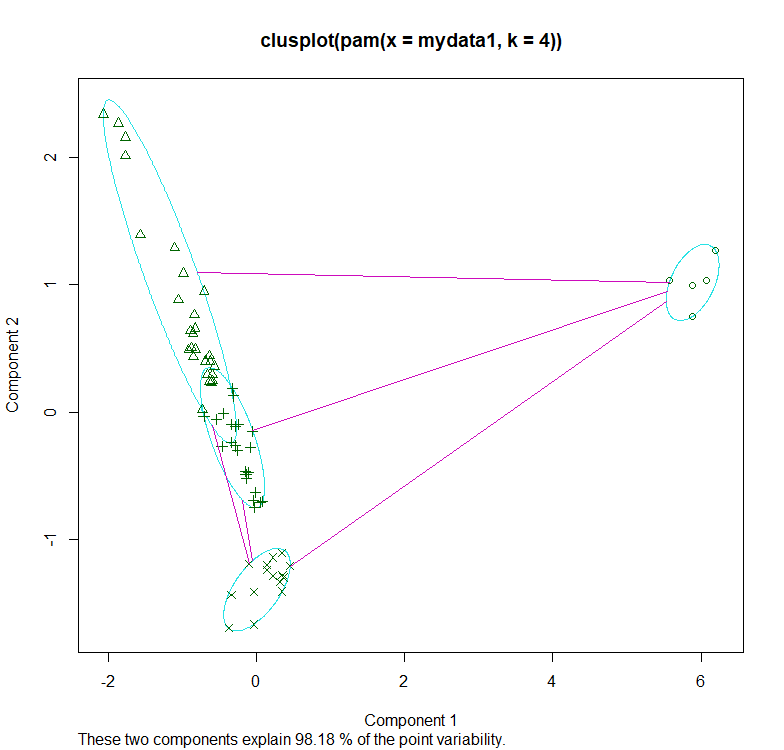 clusplot(pam(x = mydata1, k = 4))
2
1
0
-1
Component 2
-2
0
2
4
6
Component 1
These two components explain 98.18 % of the point variability.